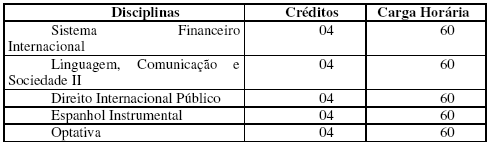 Disciplinas Créditos Carga Horária
Sistema Financeiro Internacional 04 60
Linguagem, Comunicação e Sociedade II 04 60
Direito Internacional Público 04 60
Espanhol Instrumental 04 60
Optativa 04 60